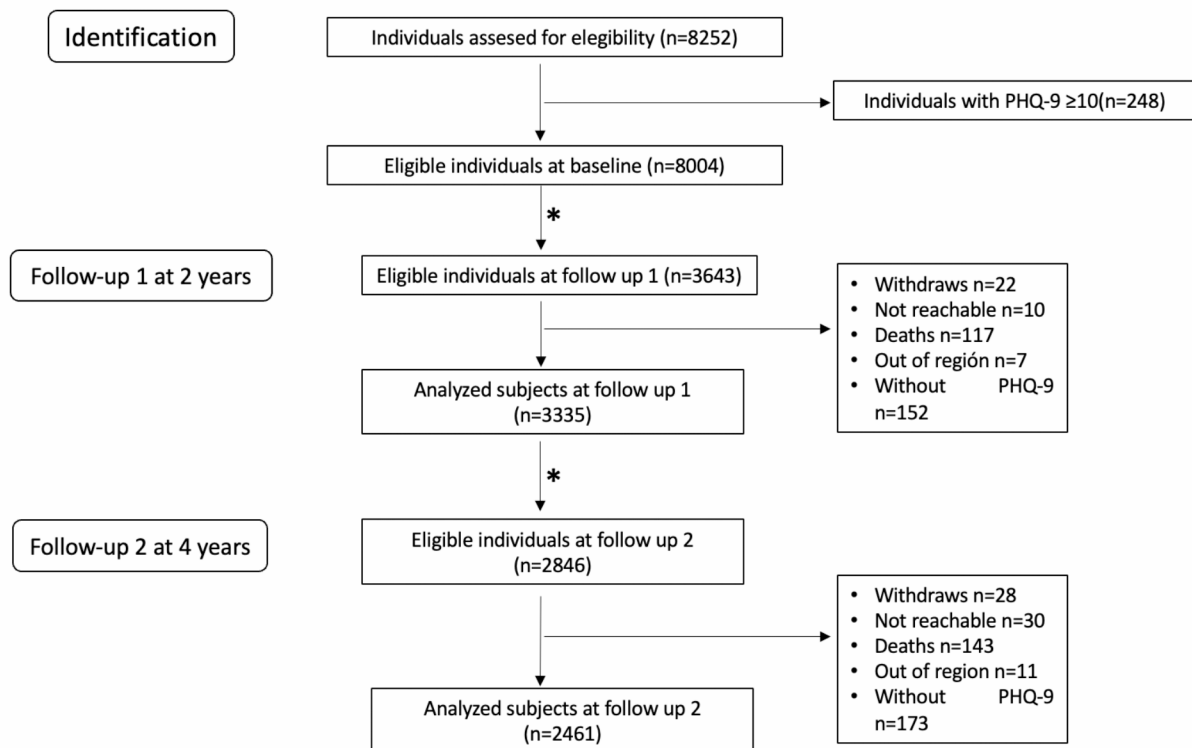 Identification
Individuals assesed for elegibility (n=8252)
Individuals with PHQ-9 ≥10(n=248)
Eligible individuals at baseline (n=8004)
*
Follow-up 1 at 2 years
Eligible individuals at follow up 1 (n=3643)
• Withdraws n=22
• Not reachable n=10
• Deaths n=117
• Out of región n=7
• Without PHQ-9
n=152
Analyzed subjects at follow up 1
(n=3335)
*
Follow-up 2 at 4 years
Eligible individuals at follow up 2
(n=2846)
• Withdraws n=28
• Not reachable n=30
• Deaths n=143
• Out of region n=11
• Without PHQ-9
n=173
Analyzed subjects at follow up 2
(n=2461)